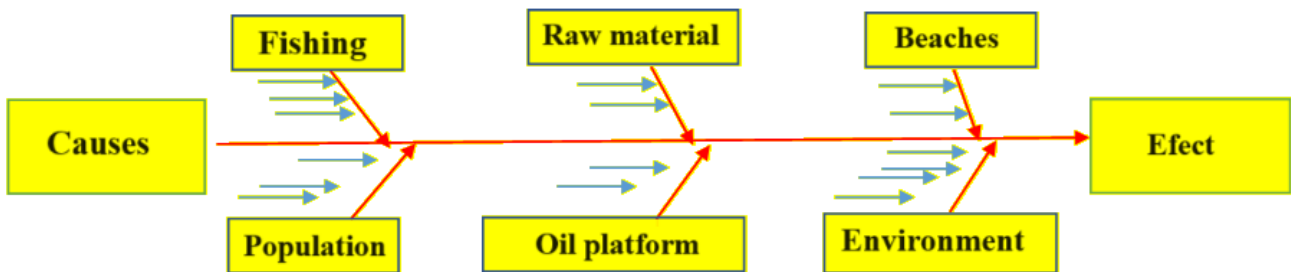 Fishing
Raw material
Beaches
Causes
Efect
Population
Oil platform
Environment